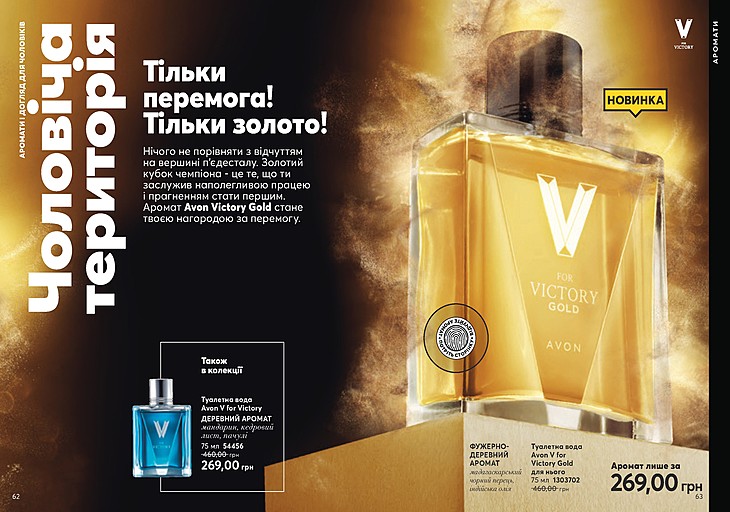 АРОМАТИ І ДОГЛЯД ДЛЯ ЧОЛОВІКІВ
Чоловіча
територія
Тільки
перемога!
Тільки золото!
Нічого не порівняти з відчуттям
на вершині п'єдесталу. Золотий
кубок чемпіона - це те, що ти
заслужив наполегливою працею
і прагненням стати першим.
Аромат Avon Victory Gold стане
твоєю нагородою за перемогу.
Також
в колекції
Туалетна вода
Avon V for Victory
ДЕРЕВНИЙ АРОМАТ
мандарин, кедровий
лист, пачулі
75 мл 54456
460,00 грн
269,00 грн
62
V
FOR
VICTORY
АРОМАТИ
НОВИНКА
V
FOR
VICTORY
GOLD
AVON
ФУЖЕРНО-
ДЕРЕВНИЙ
АРОМАТ
мадагаскарський
чорний перець,
індійська олія
Туалетна вода
Avon V for
Victory Gold
для нього
75 мл 1303702
460,00 грн
Аромат лише за
269,00 грн
63